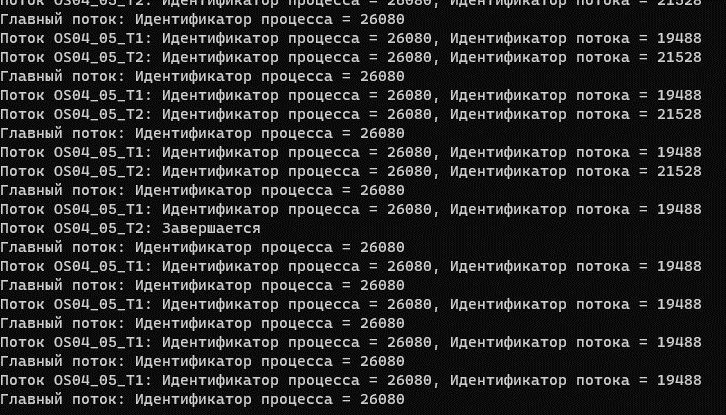 Поток OS04_05_T2: Идентификатор процесса = 26080, Идентификатор потока = 21528
Главный поток: Идентификатор процесса = 26080
Поток OS04_05_T1: Идентификатор процесса = 26080, Идентификатор потока = 19488
Поток OS04_05_T2: Идентификатор процесса = 26080, Идентификатор потока = 21528
Главный поток: Идентификатор процесса = 26080
Поток OS04_05_T1: Идентификатор процесса = 26080, Идентификатор потока = 19488
Поток OS04_05_T2: Идентификатор процесса = 26080, Идентификатор потока = 21528
Главный поток: Идентификатор процесса = 26080
Поток OS04_05_T1: Идентификатор процесса = 26080, Идентификатор потока = 19488
Поток OS04_05_T2: Идентификатор процесса = 26080, Идентификатор потока = 21528
Главный поток: Идентификатор процесса = 26080
Поток OS04_05_T1: Идентификатор процесса = 26080, Идентификатор потока = 19488
Поток OS04_05_T2: Завершается
Главный поток: Идентификатор процесса = 26080
Поток OS04_05_T1: Идентификатор процесса = 26080, Идентификатор потока = 19488
Главный поток: Идентификатор процесса = 26080
Поток OS04_05_T1: Идентификатор процесса = 26080, Идентификатор потока = 19488
Главный поток: Идентификатор процесса = 26080
Поток OS04_05_T1: Идентификатор процесса = 26080, Идентификатор потока = 19488
Главный поток: Идентификатор процесса = 26080
Поток OS04_05_T1: Идентификатор процесса = 26080, Идентификатор потока = 19488
Главный поток: Идентификатор процесса = 26080